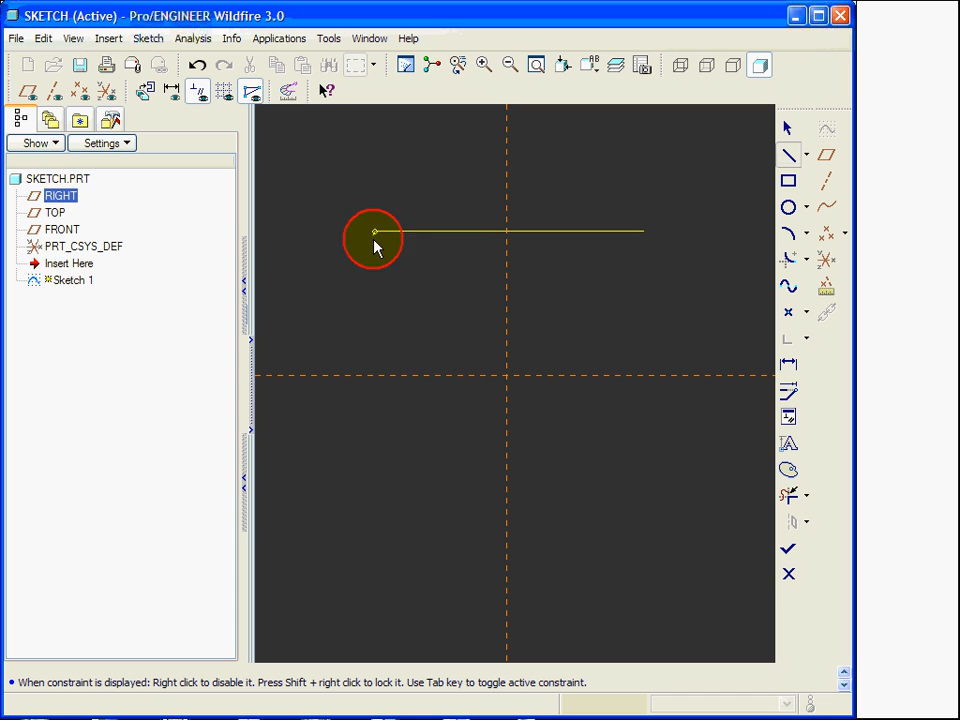 SKETCH (Active) - Pro/ENGINEER Wildfire 3.0
File Edit View Insert Sketch Analysis Info Applications Tools Window Help
Show Settings
SKETCH.PRT
RIGHT
TOP
FRONT
PRT_CSYS_DEF
Insert Here
Sketch 1
• When constraint is displayed: Right click to disable it. Press Shift + right click to lock it. Use Tab key to toggle active constraint.